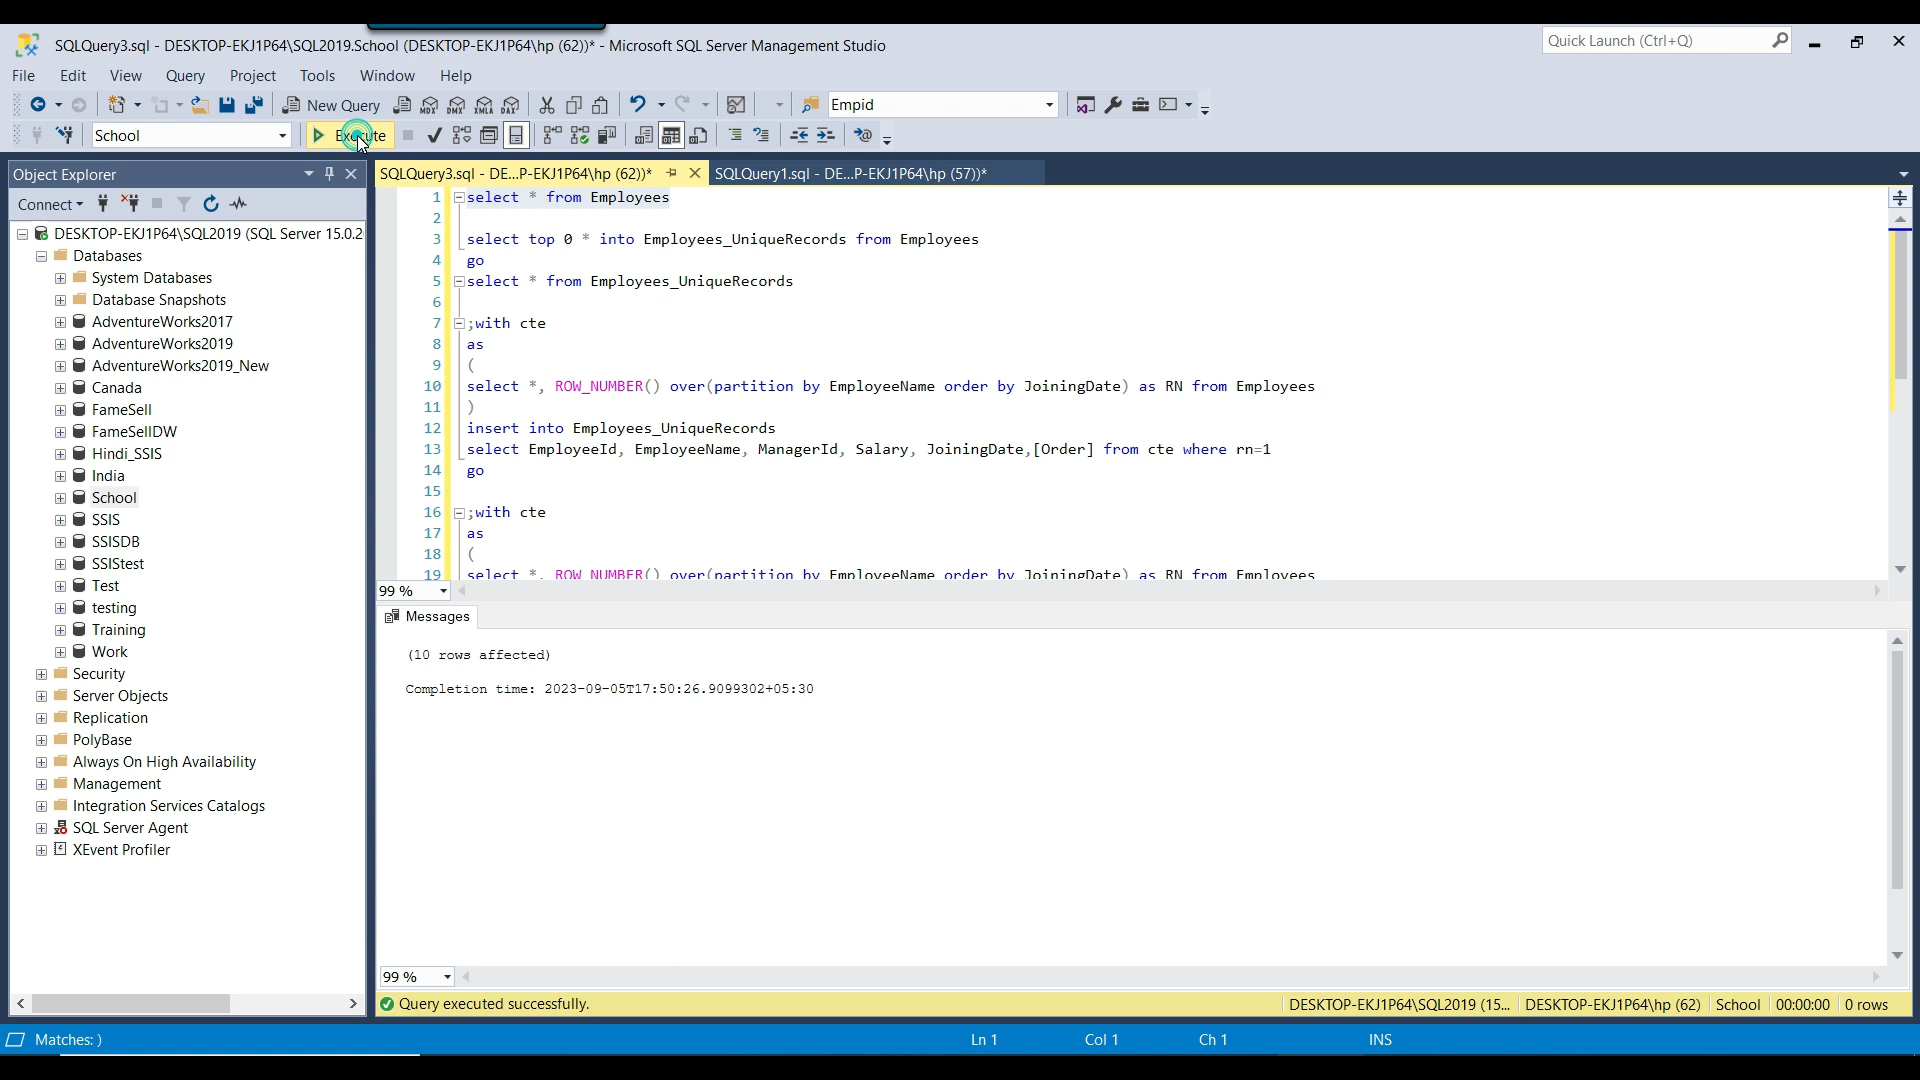 SQLQuery3.sql - DESKTOP-EKJ1P64\SQL2019.School (DESKTOP-EKJ1P64\hp (62))* - Microsoft SQL Server Management Studio
Quick Launch (Ctrl+Q)
File Edit View Query Project Tools Window Help
New Query MDX DMX XMLA DAX Empid
School Execute
Object Explorer
Connect
DESKTOP-EKJ1P64\SQL2019 (SQL Server 15.0.2
Databases
System Databases
Database Snapshots
AdventureWorks2017
AdventureWorks2019
AdventureWorks2019_New
Canada
FameSell
FameSellDW
Hindi_SSIS
India
School
SSIS
SSISDB
SSIStest
Test
testing
Training
Work
Security
Server Objects
Replication
PolyBase
Always On High Availability
Management
Integration Services Catalogs
SQL Server Agent
XEvent Profiler
SQLQuery3.sql - DE...P-EKJ1P64\hp (62))* SQLQuery1.sql - DE...P-EKJ1P64\hp (57))*
1 select * from Employees
2
3 select top 0 * into Employees_UniqueRecords from Employees
4 go
5 select * from Employees_UniqueRecords
6
7 ;with cte
8 as
9 (
10 select *, ROW_NUMBER() over(partition by EmployeeName order by JoiningDate) as RN from Employees
11 )
12 insert into Employees_UniqueRecords
13 select EmployeeId, EmployeeName, ManagerId, Salary, JoiningDate,[Order] from cte where rn=1
14 go
15
16 ;with cte
17 as
18 (
19 select *, ROW_NUMBER() over(partition by EmployeeName order by JoiningDate) as RN from Employees
99 %
Messages
(10 rows affected)
Completion time: 2023-09-05T17:50:26.9099302+05:30
99 %
Query executed successfully. DESKTOP-EKJ1P64\SQL2019 (15... DESKTOP-EKJ1P64\hp (62) School 00:00:00 0 rows
Matches: ) Ln 1 Col 1 Ch 1 INS